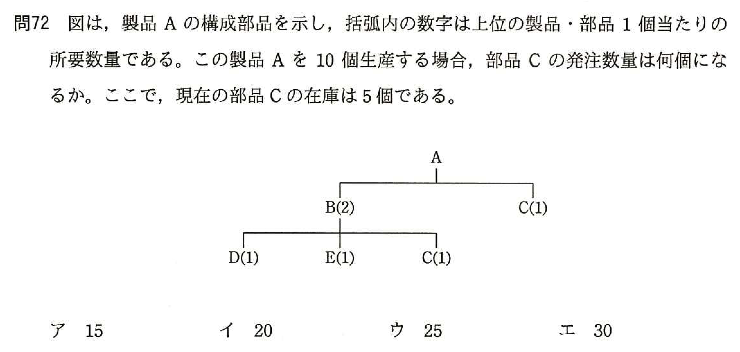 問72 図は，製品 A の構成部品を示し，括弧内の数字は上位の製品・部品 1 個当たりの
所要数量である。この製品 A を 10 個生産する場合，部品 C の発注数量は何個にな
るか。ここで，現在の部品 C の在庫は 5 個である。
A
B(2) C(1)
D(1) E(1) C(1)
ア 15 イ 20 ウ 25 エ 30